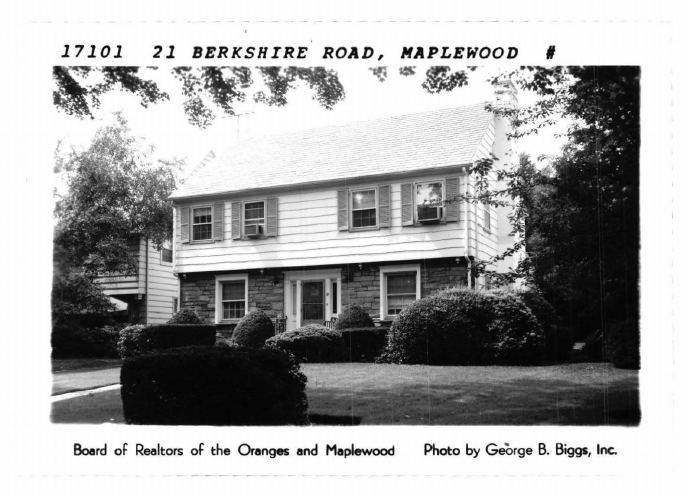 17101 21 BERKSHIRE ROAD, MAPLEWOOD #
Board of Realtors of the Oranges and Maplewood Photo by George B. Biggs, Inc.